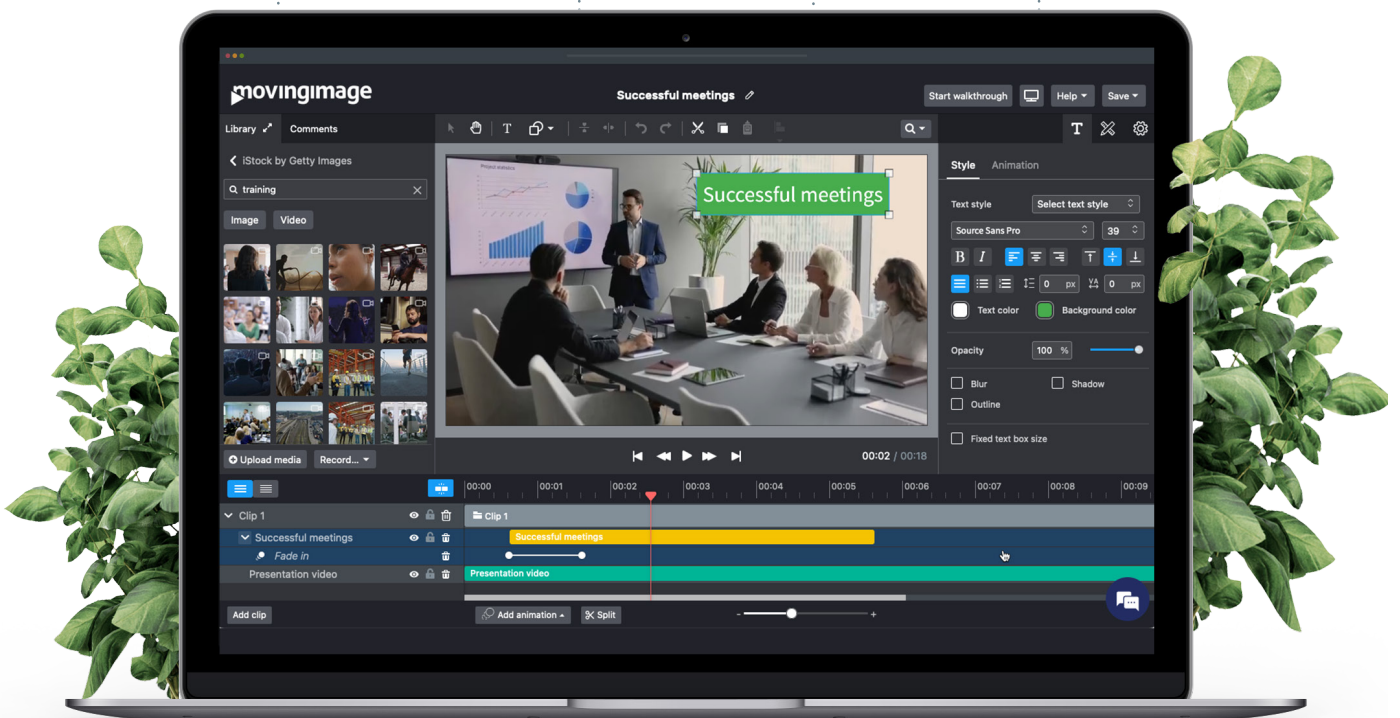 movingimage
Successful meetings
Start walkthrough
Help
Save
Library
Comments
T
T
iStock by Getty Images
training
Image
Video
Project statistics
Successful meetings
Style
Animation
Text style
Select text style
Source Sans Pro
39
B
I
0 px
VA
0 px
Text color
Background color
Opacity
100 %
Blur
Shadow
Outline
Fixed text box size
Upload media
Record...
00:02 / 00:18
00:00
00:01
00:02
00:03
00:04
00:05
00:06
00:07
00:08
00:09
Clip 1
Clip 1
Successful meetings
Successful meetings
Fade in
Presentation video
Presentation video
Add clip
Add animation
Split
- +